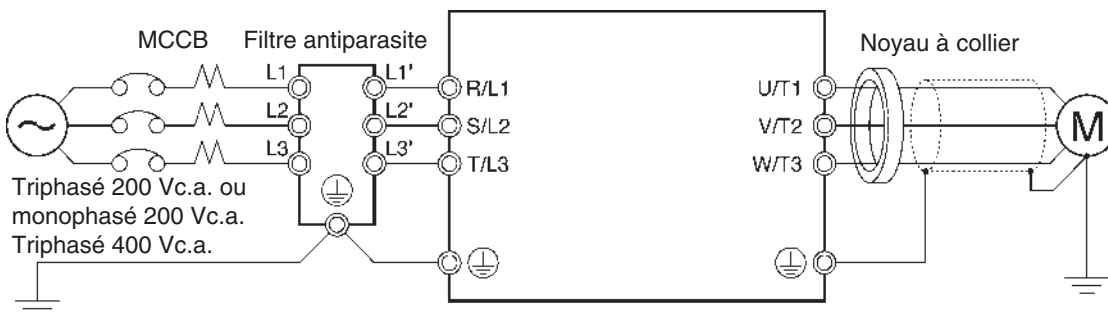 MCCB
Filtre antiparasite
Noyau à collier
L1
L1'
R/L1
U/T1
L2
L2'
S/L2
V/T2
M
L3
L3'
T/L3
W/T3
Triphasé 200 Vc.a. ou
monophasé 200 Vc.a.
Triphasé 400 Vc.a.